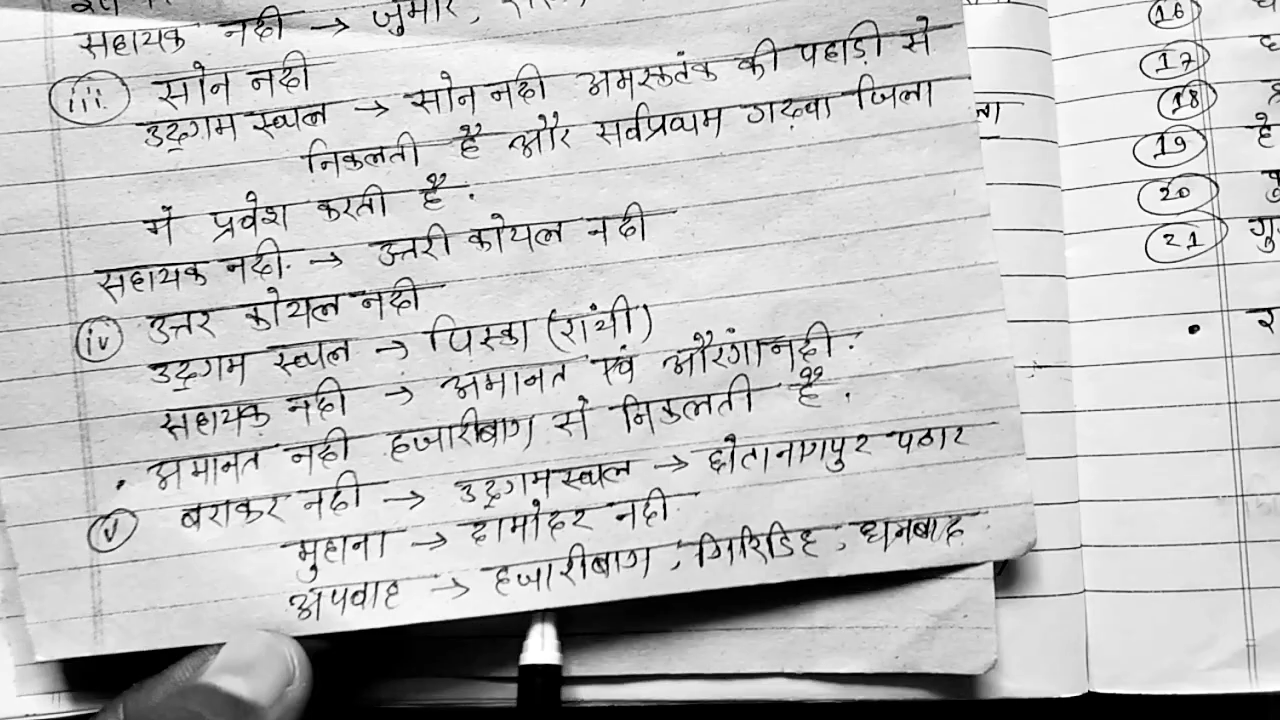 सहायक नदी → जुमार,
(iii) सोन नदी
उद्गम स्थल → सोन नदी अमरकंतक की पहाड़ी से
निकलती है और सर्वप्रथम गढ़वा जिला
में प्रवेश करती है.
सहायक नदी. → उत्तरी कोयल नदी
(iv) उत्तर कोयल नदी
उद्गम स्थल → पिस्का (रांची)
सहायक नदी → अमानत एवं औरंगा नदी.
• अमानत नदी हजारीबाग से निकलती है.
(v) बराकर नदी → उद्गम स्थल → छोटानागपुर पठार
मुहाना → दामोदर नदी.
अपवाह → हजारीबाग, गिरिडिह, धनबाद.
16
17
18
19 हे
20
21 गु